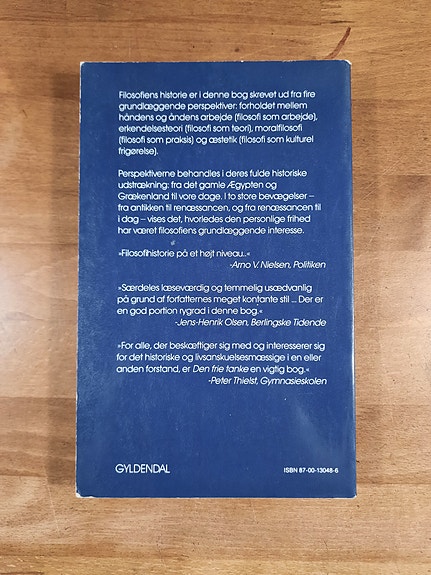 Filosofiens historie er i denne bog skrevet ud fra fire
grundlæggende perspektiver: forholdet mellem
håndens og åndens arbejde (filosofi som arbejde),
erkendelsesteori (filosofi som teori), moralfilosofi
(filosofi som praksis) og æstetik (filosofi som kulturel
frigørelse).
Perspektiverne behandles i deres fulde historiske
udstrækning: fra det gamle Ægypten og
Grækenland til vore dage. I to store bevægelser –
fra antikken til renæssancen, og fra renæssancen til
i dag – vises det, hvorledes den personlige frihed
har været filosofiens grundlæggende interesse.
»Filosofihistorie på et højt niveau..«
-Arno V. Nielsen, Politiken
»Særdeles læseværdig og temmelig usædvanlig
på grund af forfatternes meget kontante stil ... Der er
en god portion rygrad i denne bog.«
-Jens-Henrik Olsen, Berlingske Tidende
»For alle, der beskæftiger sig med og interesserer sig
for det historiske og livsanskuelsesmæssige i en eller
anden forstand, er Den frie tanke en vigtig bog.«
-Peter Thielst, Gymnasieskolen
GYLDENDAL
ISBN 87-00-13048-6